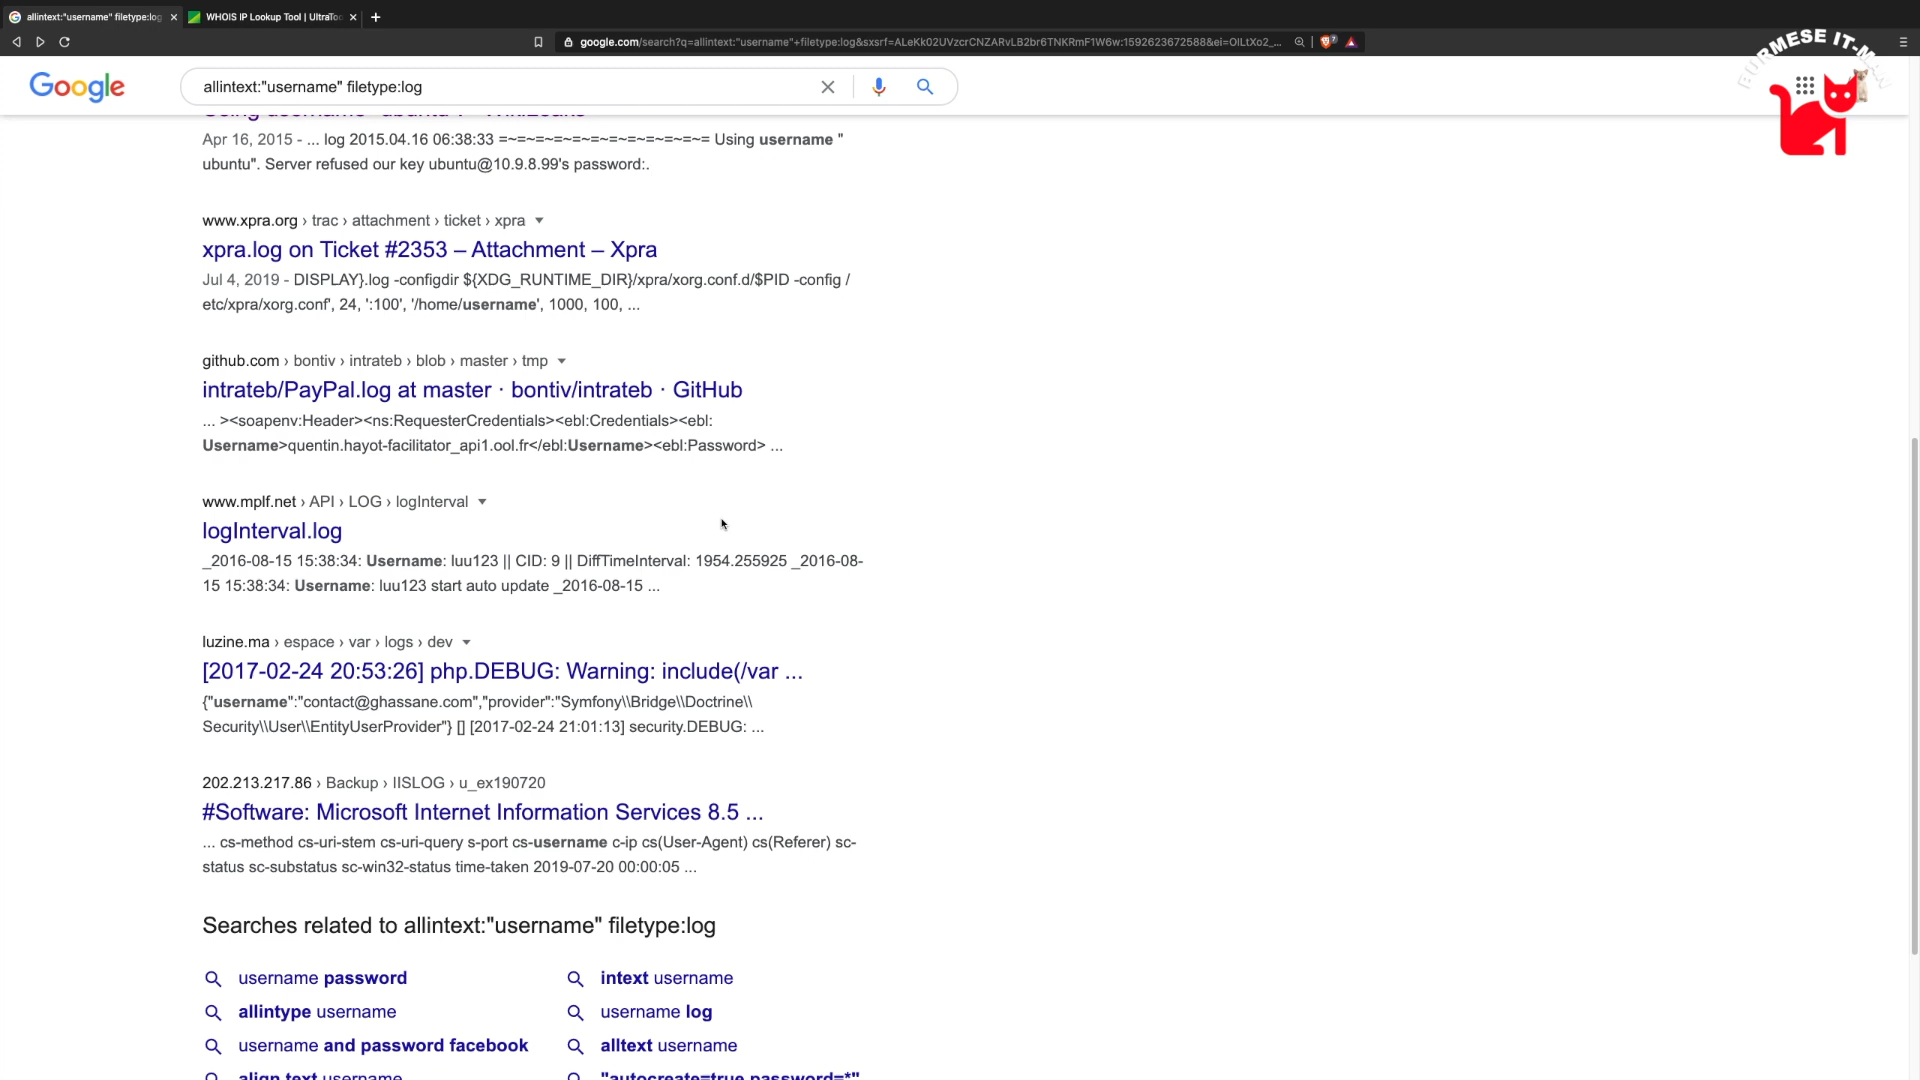 allintext:"username" filetype:log
WHOIS IP Lookup Tool | UltraToo
google.com/search?q=allintext:"username"+filetype:log&sxsrf=ALeKk02UVzcrCNZARvLB2br6TNKRmF1W6w:1592623672588&ei=OILtXo2_...
BURMESE IT-MAN
Google
allintext:"username" filetype:log
Apr 16, 2015 - ... log 2015.04.16 06:38:33 =~=~=~=~=~=~=~=~=~=~=~= Using username "
ubuntu". Server refused our key ubuntu@10.9.8.99's password:.
www.xpra.org › trac › attachment › ticket › xpra
xpra.log on Ticket #2353 – Attachment – Xpra
Jul 4, 2019 - DISPLAY}.log -configdir ${XDG_RUNTIME_DIR}/xpra/xorg.conf.d/$PID -config /
etc/xpra/xorg.conf', 24, ':100', '/home/username', 1000, 100, ...
github.com › bontiv › intrateb › blob › master › tmp
intrateb/PayPal.log at master · bontiv/intrateb · GitHub
... ><soapenv:Header><ns:RequesterCredentials><ebl:Credentials><ebl:
Username>quentin.hayot-facilitator_api1.ool.fr</ebl:Username><ebl:Password> ...
www.mplf.net › API › LOG › logInterval
logInterval.log
_2016-08-15 15:38:34: Username: luu123 || CID: 9 || DiffTimeInterval: 1954.255925 _2016-08-
15 15:38:34: Username: luu123 start auto update _2016-08-15 ...
luzine.ma › espace › var › logs › dev
[2017-02-24 20:53:26] php.DEBUG: Warning: include(/var ...
{"username":"contact@ghassane.com","provider":"Symfony\\Bridge\\Doctrine\\
Security\\User\\EntityUserProvider"} [] [2017-02-24 21:01:13] security.DEBUG: ...
202.213.217.86 › Backup › IISLOG › u_ex190720
#Software: Microsoft Internet Information Services 8.5 ...
... cs-method cs-uri-stem cs-uri-query s-port cs-username c-ip cs(User-Agent) cs(Referer) sc-
status sc-substatus sc-win32-status time-taken 2019-07-20 00:00:05 ...
Searches related to allintext:"username" filetype:log
username password
intext username
allintype username
username log
username and password facebook
alltext username
align text username
"autocreate=true password=*"